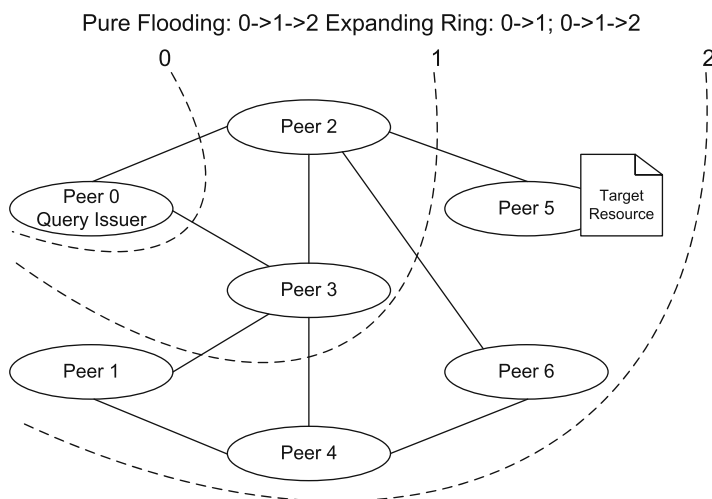 Pure Flooding: 0->1->2 Expanding Ring: 0->1; 0->1->2
0
1
2
Peer 2
Peer 0
Query Issuer
Peer 5
Target
Resource
Peer 3
Peer 1
Peer 6
Peer 4